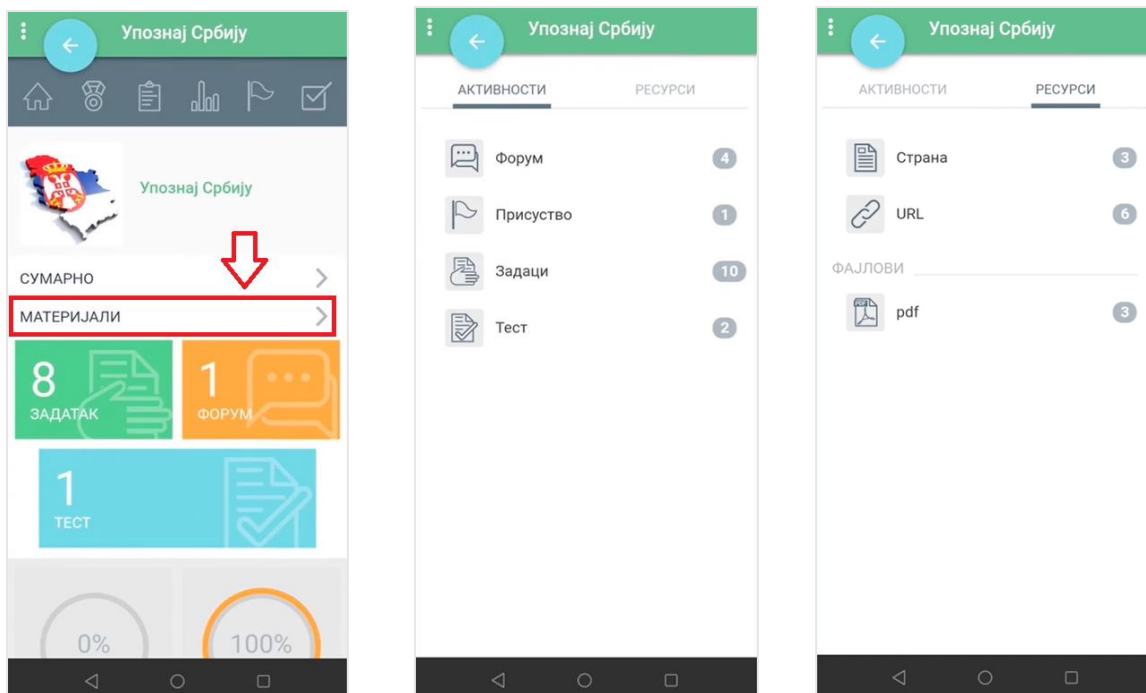 Упознај Србију
Упознај Србију
СУМАРНО
МАТЕРИЈАЛИ
8
ЗАДАТАК
1
ФОРУМ
1
ТЕСТ
0%
100%
Упознај Србију
АКТИВНОСТИ РЕСУРСИ
Форум 4
Присуство 1
Задаци 10
Тест 2
Упознај Србију
АКТИВНОСТИ РЕСУРСИ
Страна 3
URL 6
ФАЈЛОВИ
pdf 3